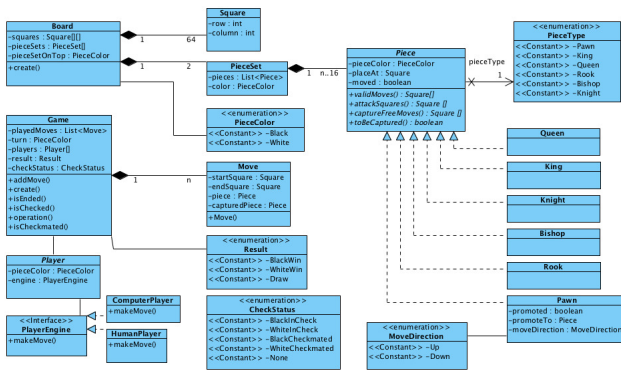 Board
-squares : Square[][]
-pieceSets : PieceSet[]
-pieceSetOnTop : PieceColor
+create()
1
64
Square
-row : int
-column : int
1
2
PieceSet
-pieces : List<Piece>
-color : PieceColor
1
n..16
Piece
-pieceColor : PieceColor
-placeAt : Square
-moved : boolean
+validMoves() : Square[]
+attackSquares() : Square []
+captureFreeMoves() : Square []
+toBeCaptured() : boolean
pieceType
1
<<enumeration>>
PieceType
<<Constant>> -Pawn
<<Constant>> -King
<<Constant>> -Queen
<<Constant>> -Rook
<<Constant>> -Bishop
<<Constant>> -Knight
<<enumeration>>
PieceColor
<<Constant>> -Black
<<Constant>> -White
Game
-playedMoves : List<Move>
-turn : PieceColor
-players : Player[]
-result : Result
-checkStatus : CheckStatus
+addMove()
+create()
+isEnded()
+isChecked()
+operation()
+isCheckmated()
1
n
Move
-startSquare : Square
-endSquare : Square
-piece : Piece
-capturedPiece : Piece
+Move()
<<enumeration>>
Result
<<Constant>> -BlackWin
<<Constant>> -WhiteWin
<<Constant>> -Draw
Player
-pieceColor : PieceColor
-engine : PlayerEngine
<<Interface>>
PlayerEngine
+makeMove()
ComputerPlayer
+makeMove()
HumanPlayer
+makeMove()
<<enumeration>>
CheckStatus
<<Constant>> -BlackInCheck
<<Constant>> -WhiteInCheck
<<Constant>> -BlackCheckmated
<<Constant>> -WhiteCheckmated
<<Constant>> -None
Queen
King
Knight
Bishop
Rook
Pawn
-promoted : boolean
-promoteTo : Piece
-moveDirection : MoveDirection
<<enumeration>>
MoveDirection
<<Constant>> -Up
<<Constant>> -Down